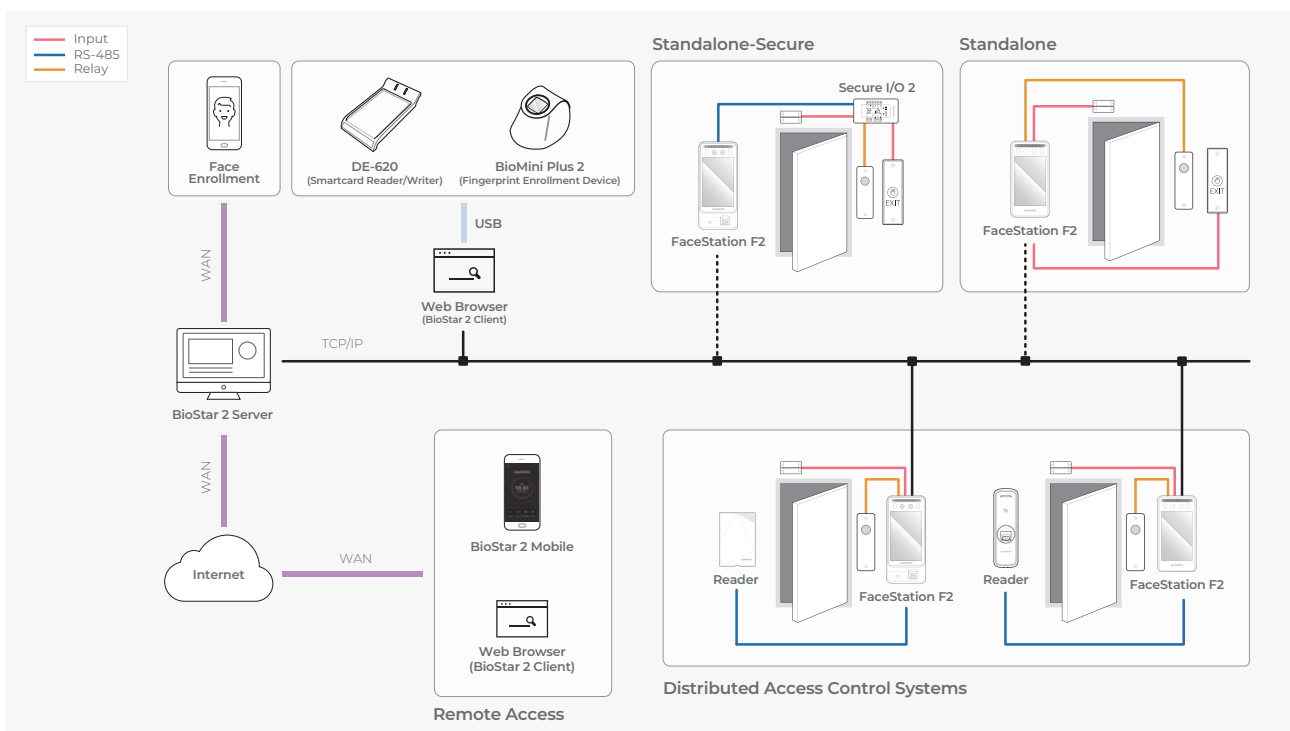 Input
RS-485
Relay
Face
Enrollment
DE-620
(Smartcard Reader/Writer)
BioMini Plus 2
(Fingerprint Enrollment Device)
Standalone-Secure
Secure I/O 2
EXIT
FaceStation F2
Standalone
EXIT
FaceStation F2
WAN
USB
Web Browser
(BioStar 2 Client)
TCP/IP
BioStar 2 Server
WAN
Internet
WAN
BioStar 2 Mobile
Web Browser
(BioStar 2 Client)
Remote Access
Reader
FaceStation F2
Reader
FaceStation F2
Distributed Access Control Systems